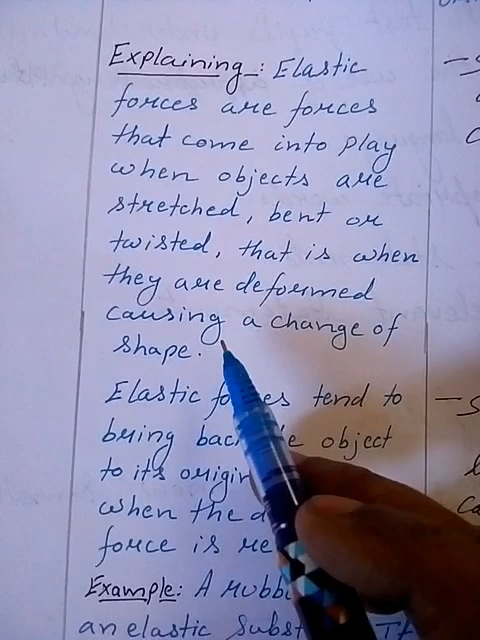 Explaining :: Elastic
forces are forces
that come into play
when objects are
stretched, bent or
twisted, that is when
they are deformed
causing a change of
shape.
Elastic tend to
bring object
to its
when the
force is
Example: A
an elastic